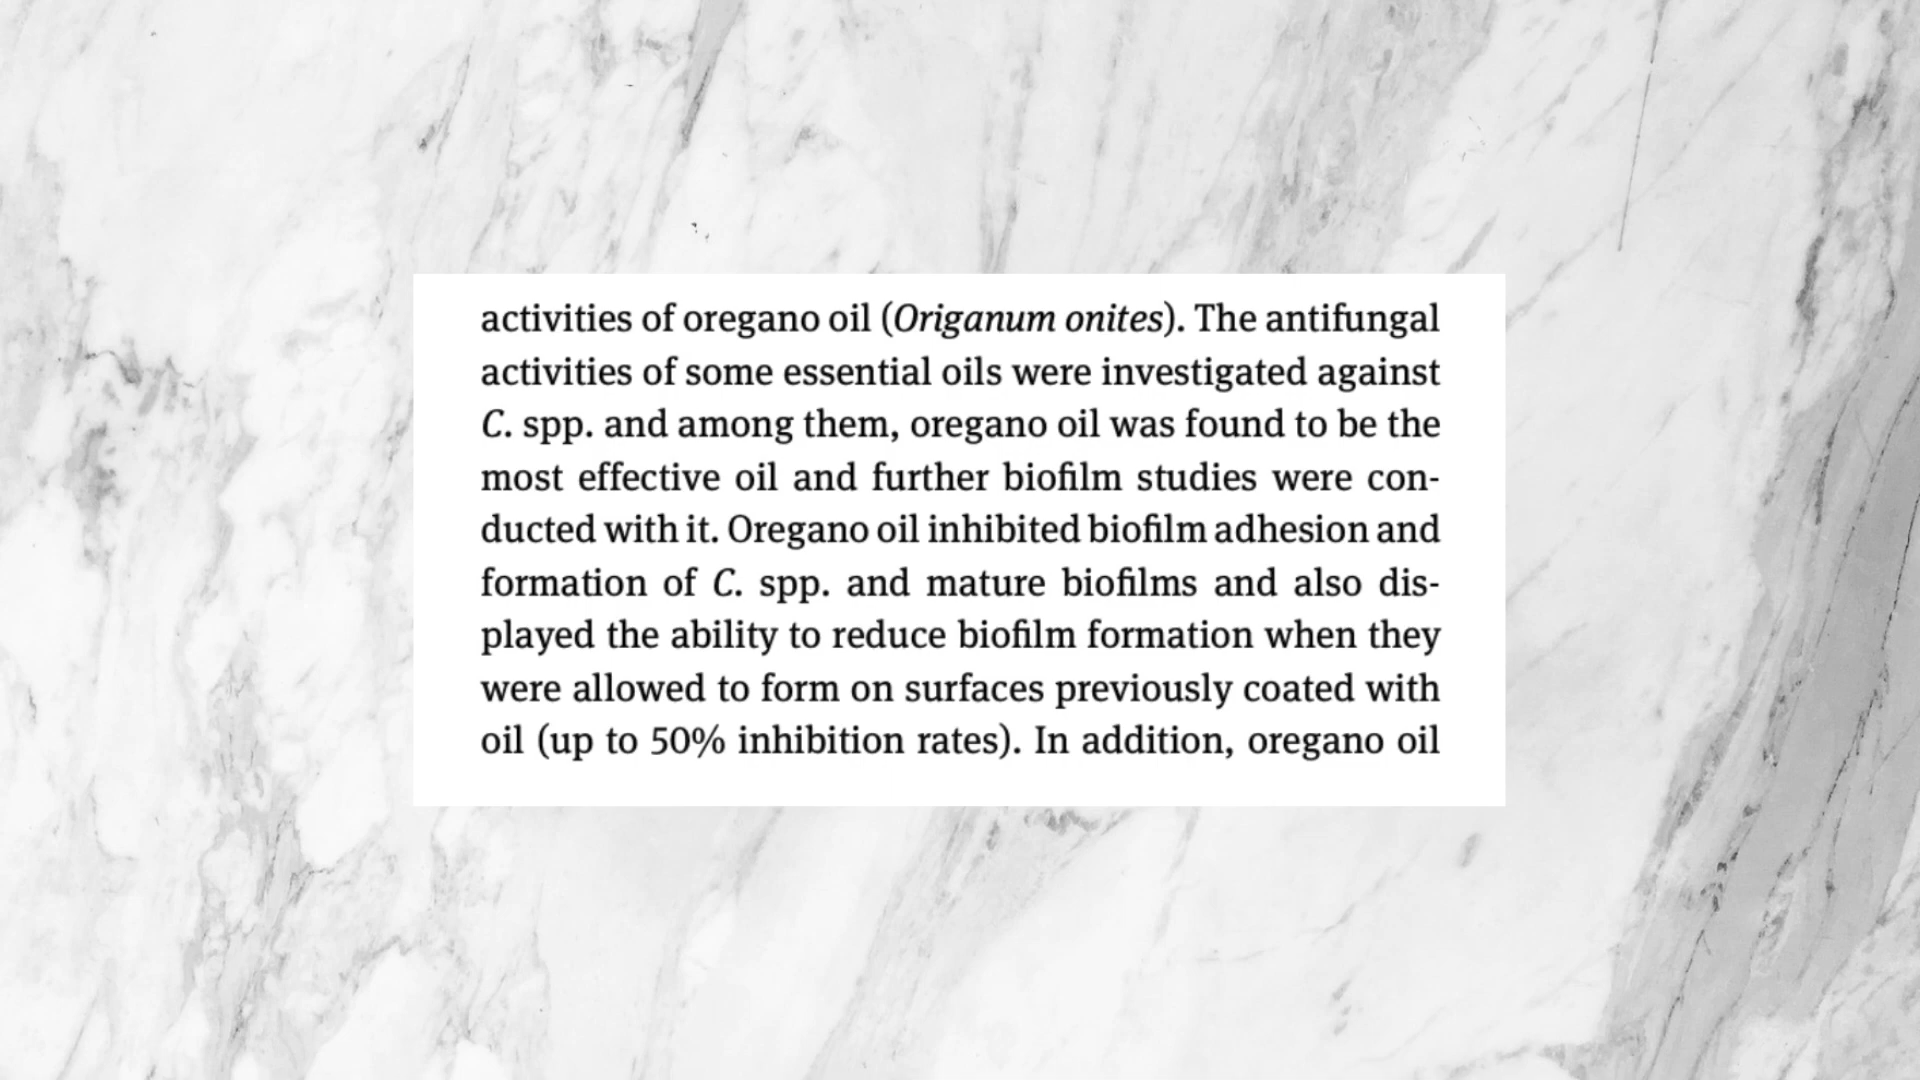 activities of oregano oil (Origanum onites). The antifungal
activities of some essential oils were investigated against
C. spp. and among them, oregano oil was found to be the
most effective oil and further biofilm studies were con-
ducted with it. Oregano oil inhibited biofilm adhesion and
formation of C. spp. and mature biofilms and also dis-
played the ability to reduce biofilm formation when they
were allowed to form on surfaces previously coated with
oil (up to 50% inhibition rates). In addition, oregano oil